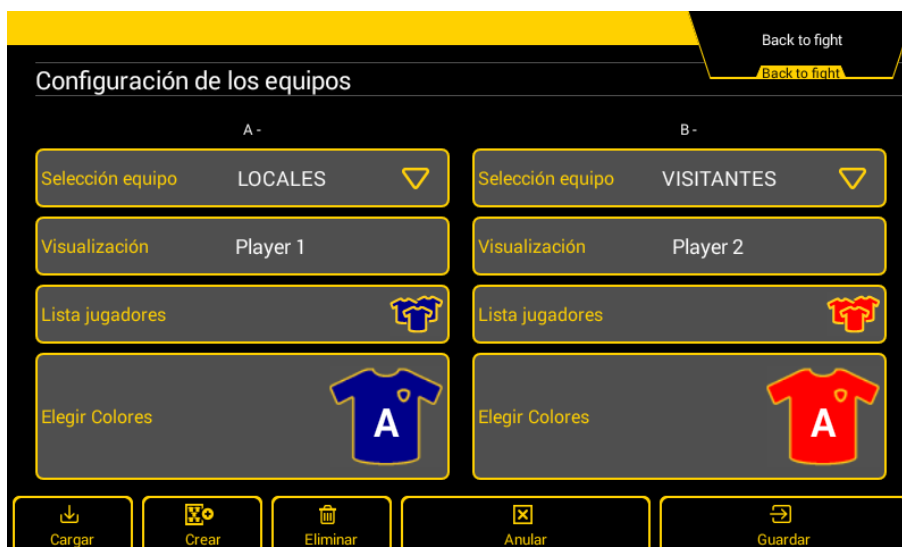 Back to fight
Back to fight
Configuración de los equipos
A -
B -
Selección equipo LOCALES
Selección equipo VISITANTES
Visualización Player 1
Visualización Player 2
Lista jugadores
Lista jugadores
Elegir Colores A
Elegir Colores A
Cargar
Crear
Eliminar
Anular
Guardar